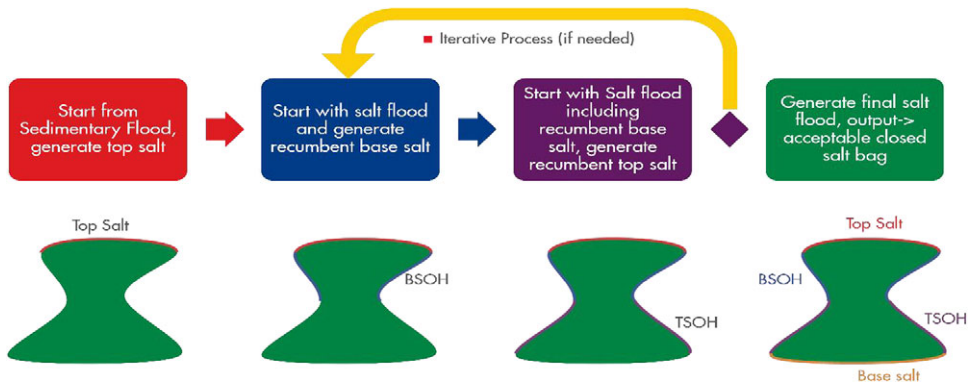 Iterative Process (if needed)
Start from
Sedimentary Flood,
generate top salt
Start with salt flood
and generate
recumbent base salt
Start with Salt flood
including
recumbent base
salt, generate
recumbent top salt
Generate final salt
flood, output->
acceptable closed
salt bag
Top Salt
BSOH
TSOH
Top Salt
BSOH
TSOH
Base salt